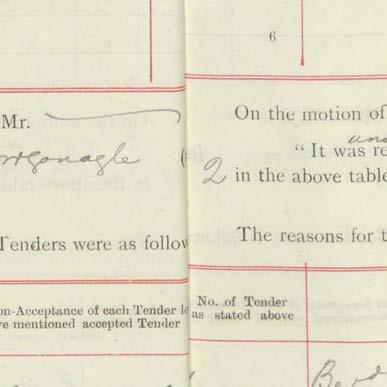 6
Mr.
On the motion of
"It was re
2 in the above table
Tenders were as follow
The reasons for t
on-Acceptance of each Tender lo
ve mentioned accepted Tender
No. of Tender
as stated above